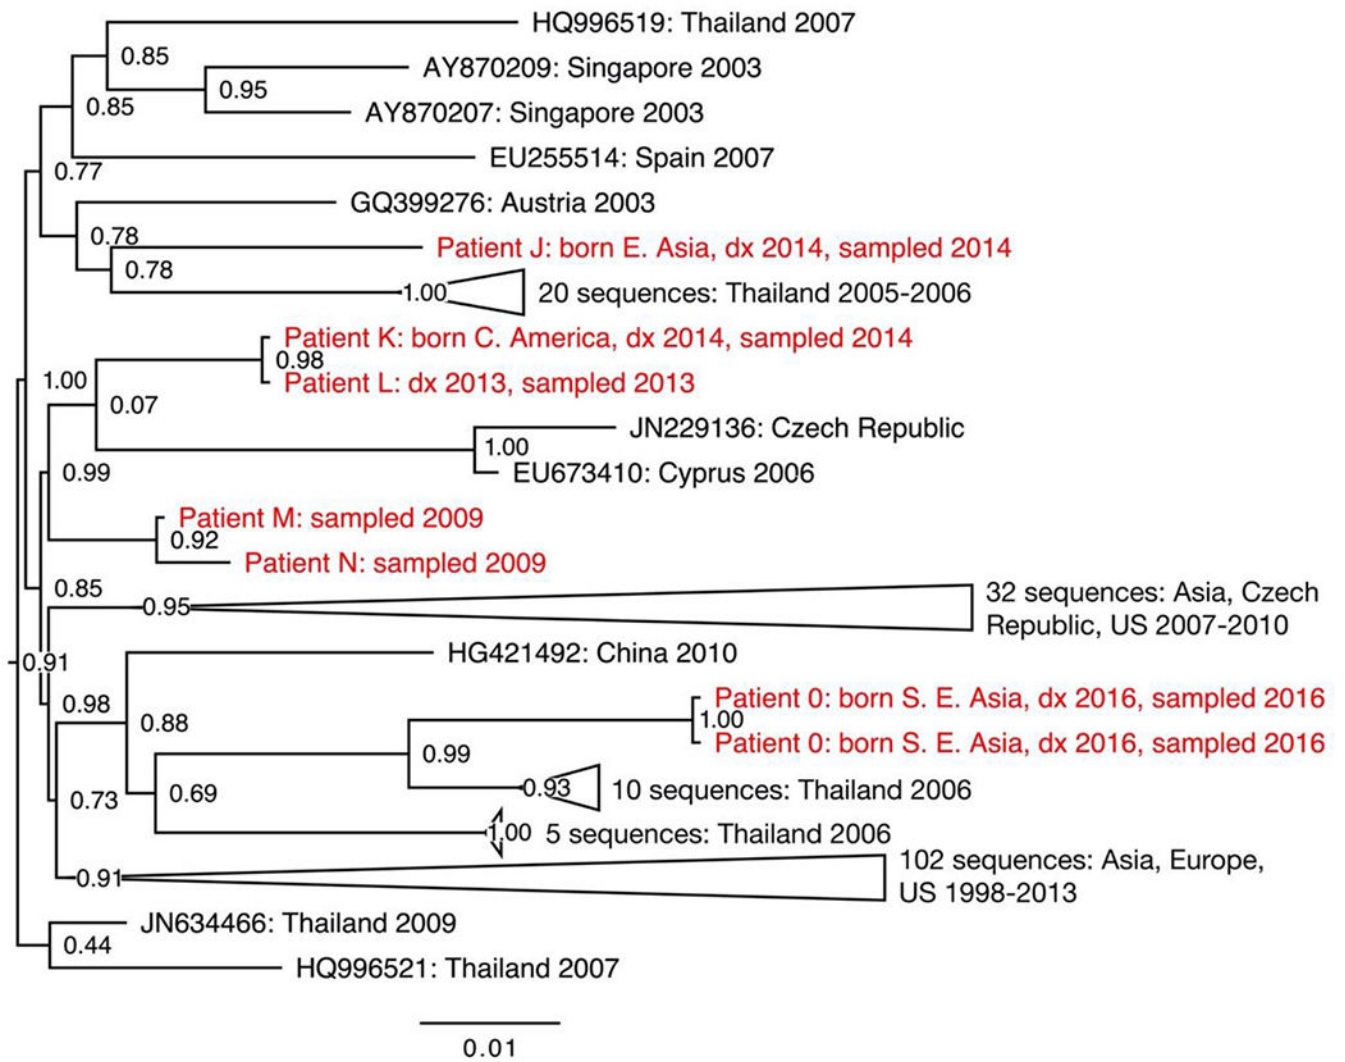 HQ996519: Thailand 2007
0.85
AY870209: Singapore 2003
0.95
0.85
AY870207: Singapore 2003
EU255514: Spain 2007
0.77
GQ399276: Austria 2003
0.78
Patient J: born E. Asia, dx 2014, sampled 2014
0.78
1.00
20 sequences: Thailand 2005-2006
Patient K: born C. America, dx 2014, sampled 2014
0.98
1.00
Patient L: dx 2013, sampled 2013
0.07
JN229136: Czech Republic
1.00
0.99
EU673410: Cyprus 2006
Patient M: sampled 2009
0.92
Patient N: sampled 2009
0.85
0.95
32 sequences: Asia, Czech
Republic, US 2007-2010
HG421492: China 2010
0.91
0.98
Patient 0: born S. E. Asia, dx 2016, sampled 2016
0.88
1.00
Patient 0: born S. E. Asia, dx 2016, sampled 2016
0.99
0.73
0.69
0.93
10 sequences: Thailand 2006
1.00
5 sequences: Thailand 2006
0.91
102 sequences: Asia, Europe,
US 1998-2013
JN634466: Thailand 2009
0.44
HQ996521: Thailand 2007
0.01